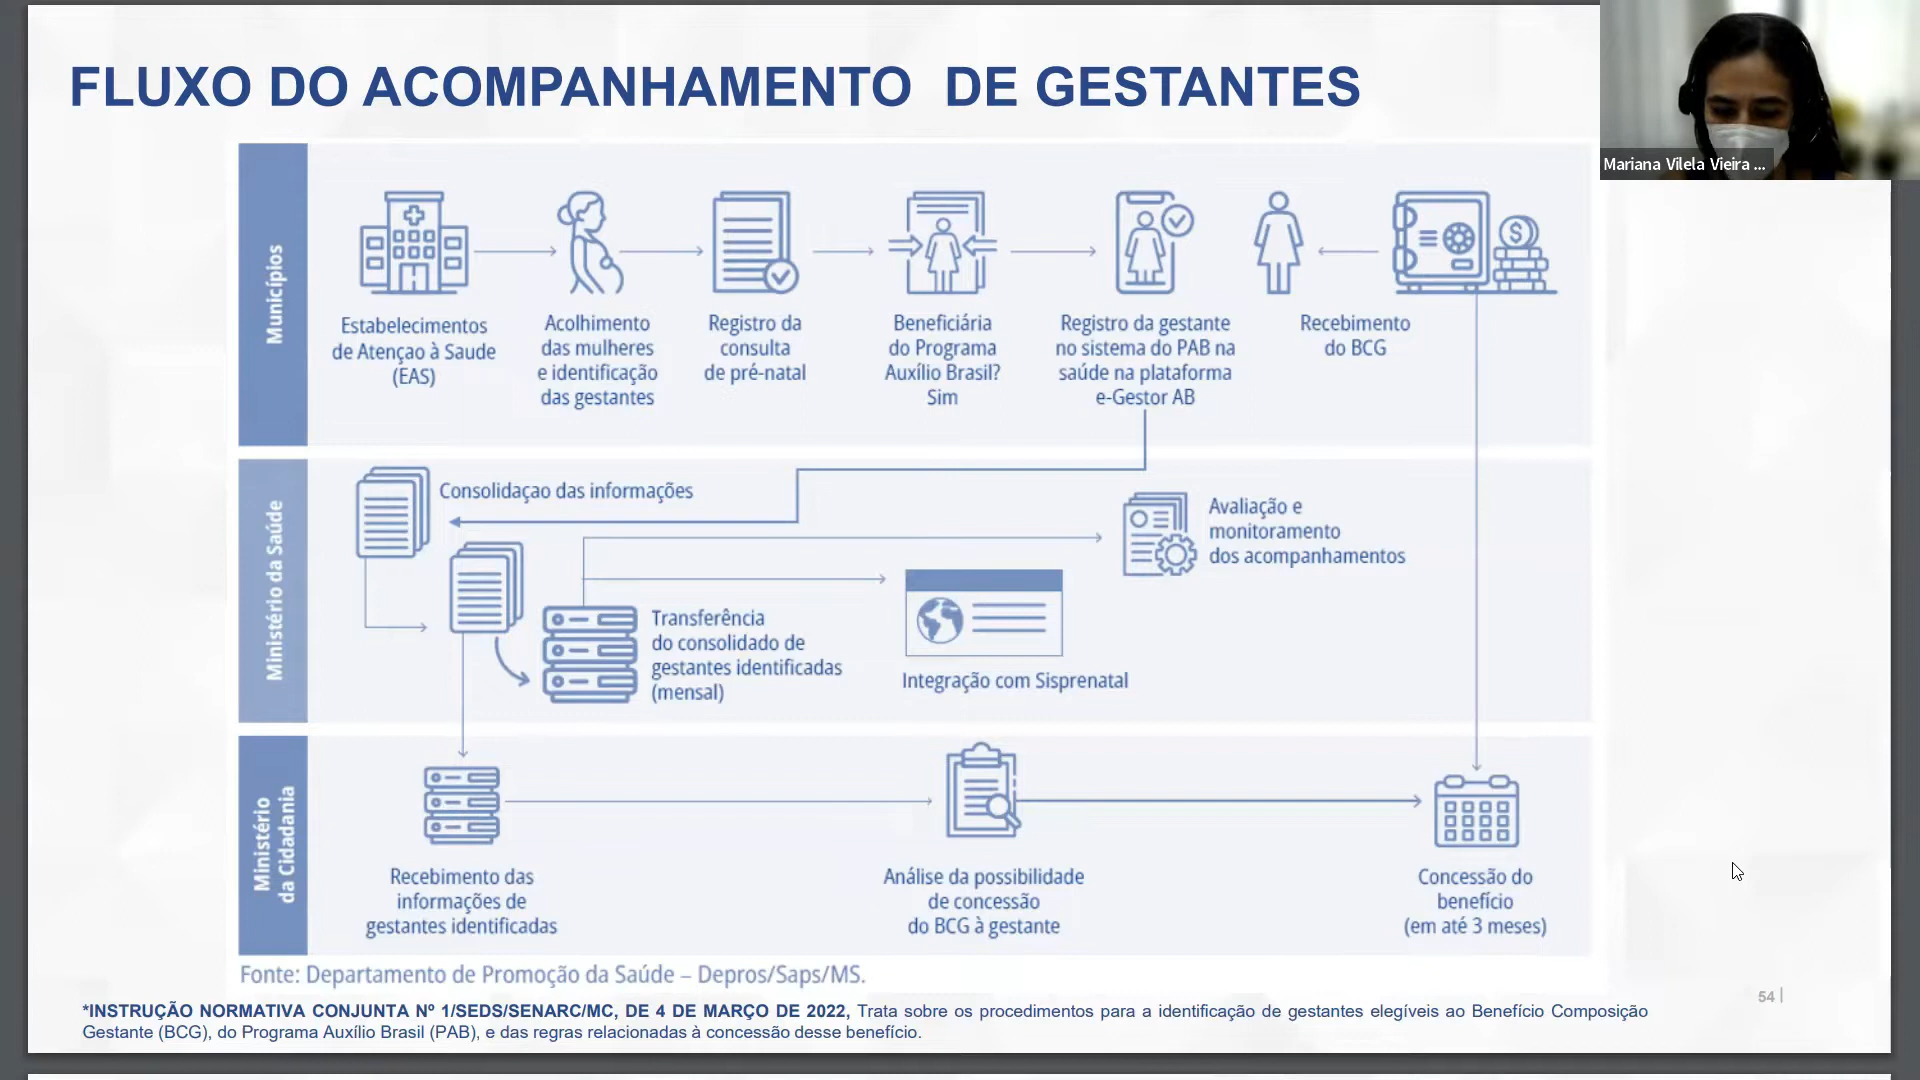 FLUXO DO ACOMPANHAMENTO DE GESTANTES
Mariana Vilela Vieira ...
Municípios
Estabelecimentos
de Atençao à Saude
(EAS)
Acolhimento
das mulheres
e identificação
das gestantes
Registro da
consulta
de pré-natal
Beneficiária
do Programa
Auxílio Brasil?
Sim
Registro da gestante
no sistema do PAB na
saúde na plataforma
e-Gestor AB
Recebimento
do BCG
Ministério da Saúde
Consolidaçao das informações
Avaliação e
monitoramento
dos acompanhamentos
Transferência
do consolidado de
gestantes identificadas
(mensal)
Integração com Sisprenatal
Ministério
da Cidadania
Recebimento das
informações de
gestantes identificadas
Análise da possibilidade
de concessão
do BCG à gestante
Concessão do
benefício
(em até 3 meses)
Fonte: Departamento de Promoção da Saúde – Depros/Saps/MS.
*INSTRUÇÃO NORMATIVA CONJUNTA Nº 1/SEDS/SENARC/MC, DE 4 DE MARÇO DE 2022, Trata sobre os procedimentos para a identificação de gestantes elegíveis ao Benefício Composição
Gestante (BCG), do Programa Auxílio Brasil (PAB), e das regras relacionadas à concessão desse benefício.
54 |